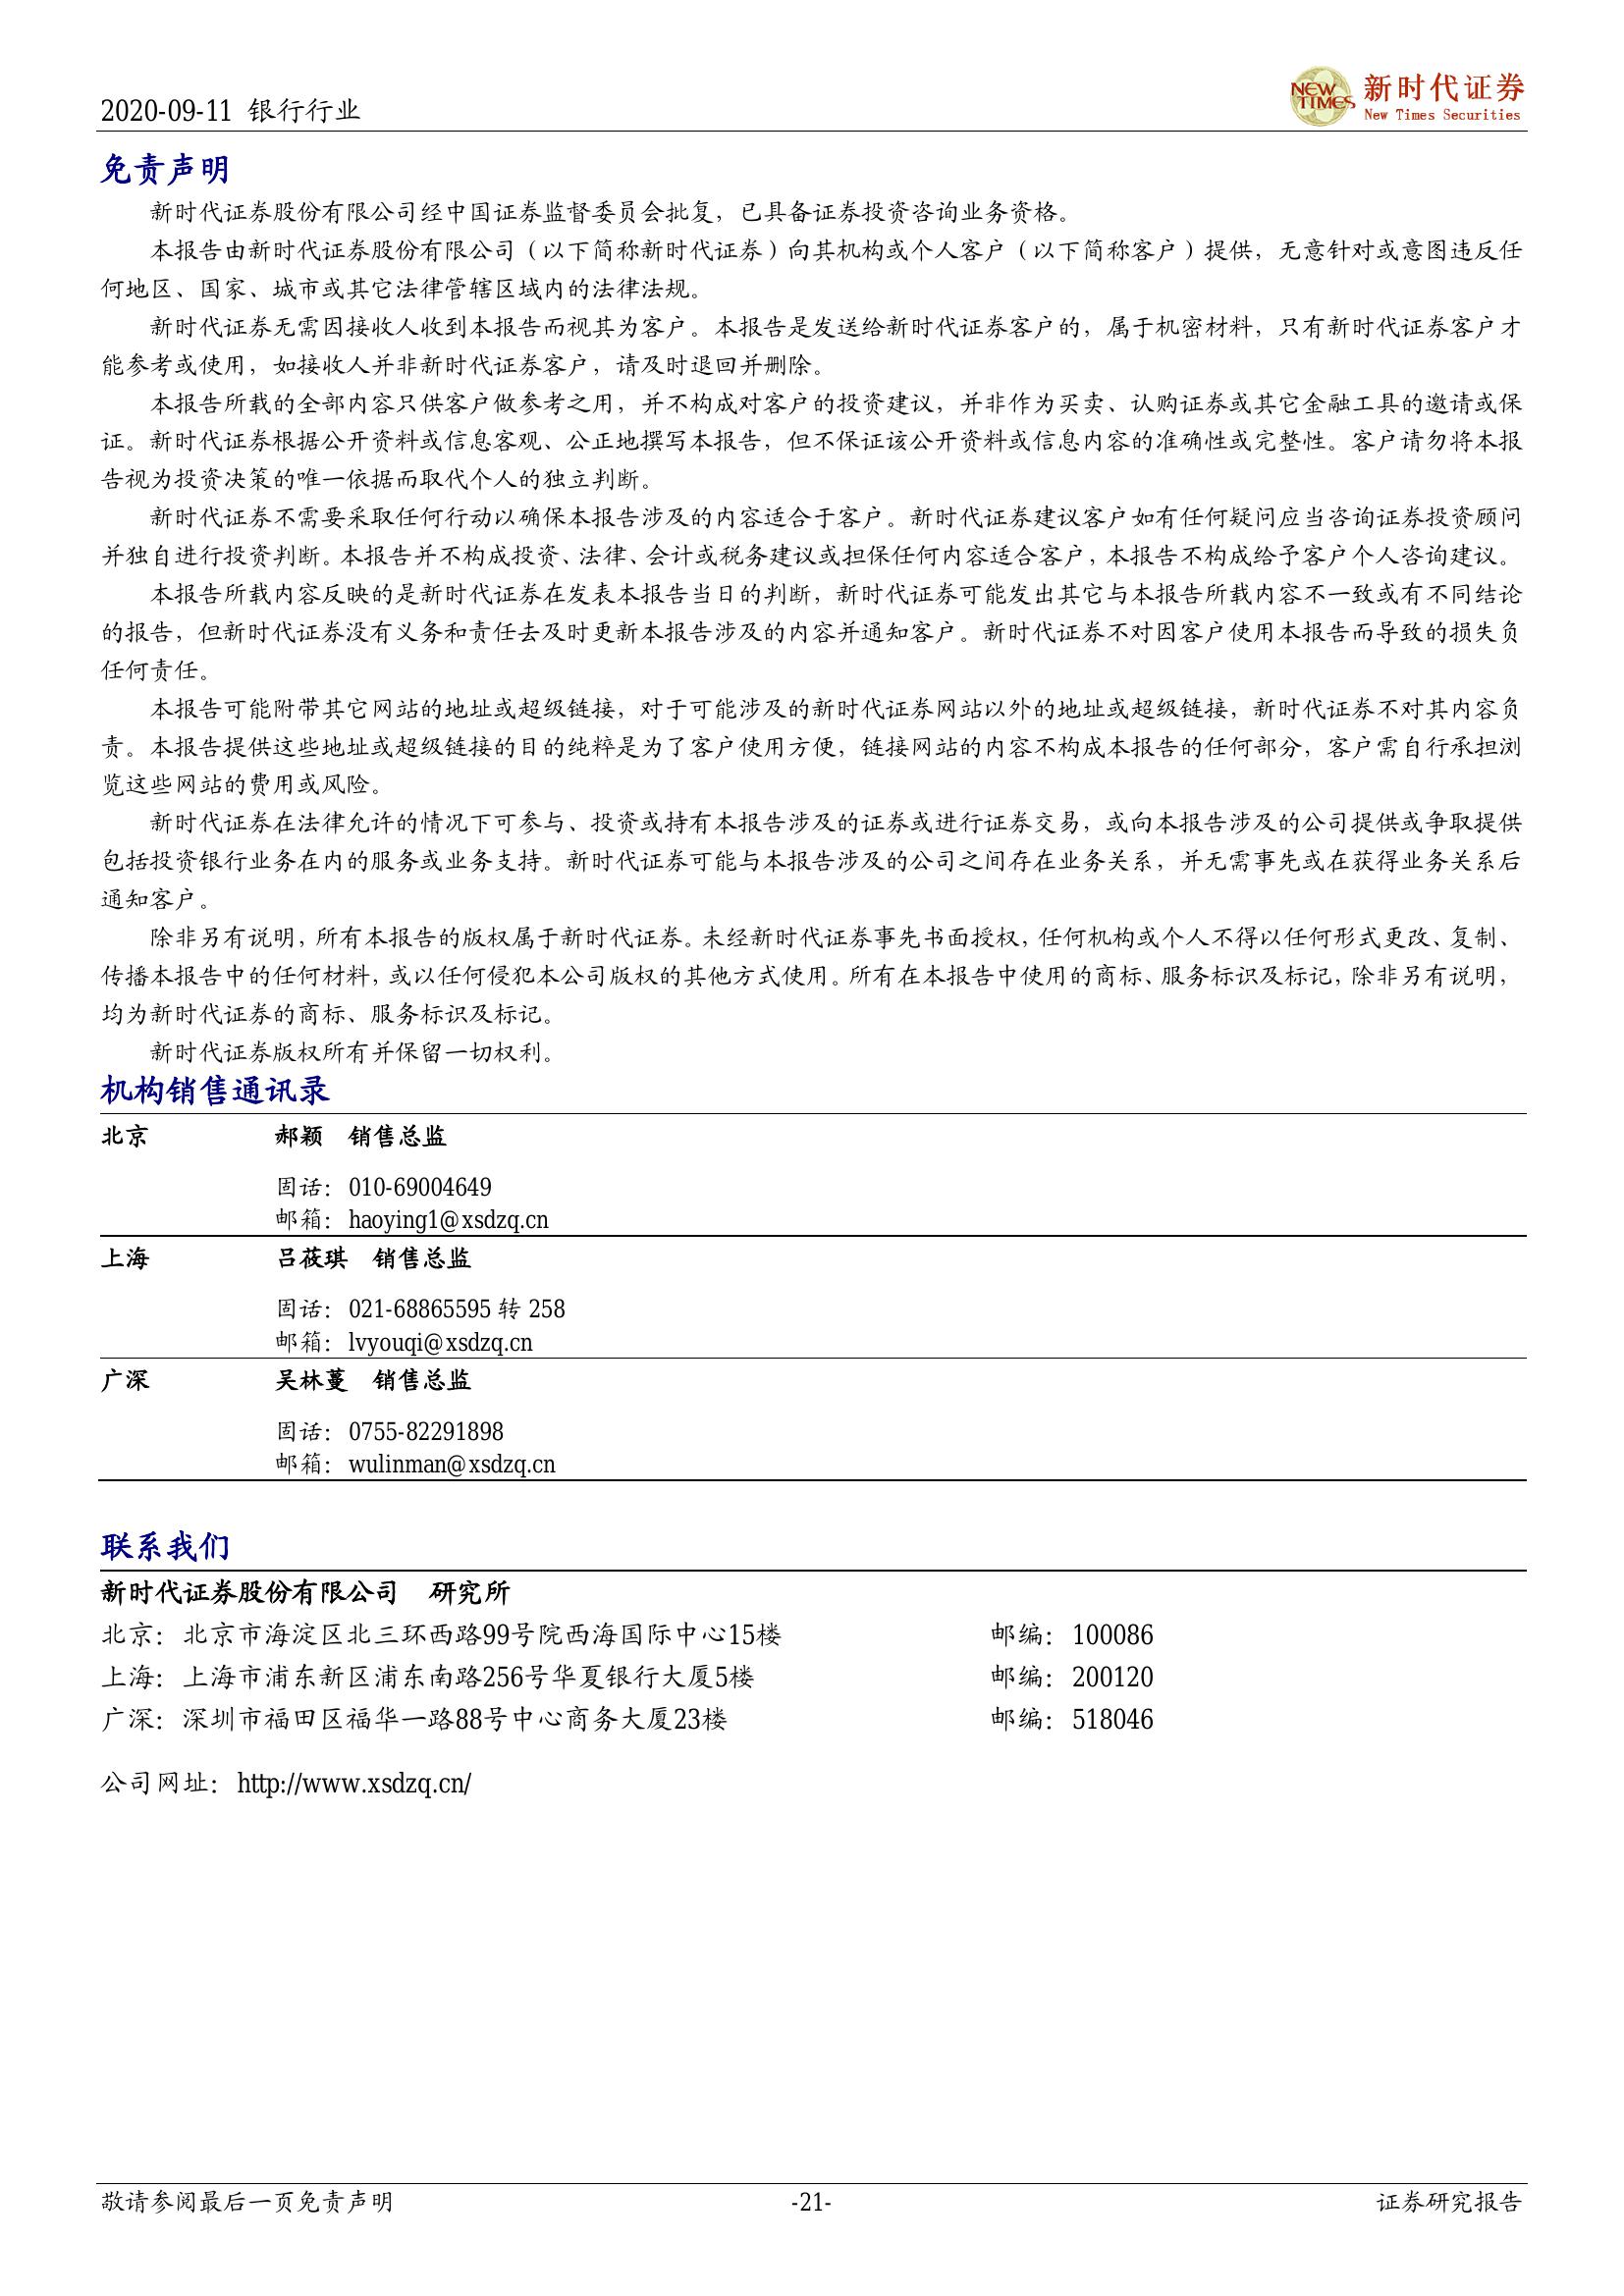 2020-09-11 银行行业
NEW TIMES 新时代证券
New Times Securities
免责声明
新时代证券股份有限公司经中国证券监督委员会批复，已具备证券投资咨询业务资格。
本报告由新时代证券股份有限公司（以下简称新时代证券）向其机构或个人客户（以下简称客户）提供，无意针对或意图违反任
何地区、国家、城市或其它法律管辖区域内的法律法规。
新时代证券无需因接收人收到本报告而视其为客户。本报告是发送给新时代证券客户的，属于机密材料，只有新时代证券客户才
能参考或使用，如接收人并非新时代证券客户，请及时退回并删除。
本报告所载的全部内容只供客户做参考之用，并不构成对客户的投资建议，并非作为买卖、认购证券或其它金融工具的邀请或保
证。新时代证券根据公开资料或信息客观、公正地撰写本报告，但不保证该公开资料或信息内容的准确性或完整性。客户请勿将本报
告视为投资决策的唯一依据而取代个人的独立判断。
新时代证券不需要采取任何行动以确保本报告涉及的内容适合于客户。新时代证券建议客户如有任何疑问应当咨询证券投资顾问
并独自进行投资判断。本报告并不构成投资、法律、会计或税务建议或担保任何内容适合客户，本报告不构成给予客户个人咨询建议。
本报告所载内容反映的是新时代证券在发表本报告当日的判断，新时代证券可能发出其它与本报告所载内容不一致或有不同结论
的报告，但新时代证券没有义务和责任去及时更新本报告涉及的内容并通知客户。新时代证券不对因客户使用本报告而导致的损失负
任何责任。
本报告可能附带其它网站的地址或超级链接，对于可能涉及的新时代证券网站以外的地址或超级链接，新时代证券不对其内容负
责。本报告提供这些地址或超级链接的目的纯粹是为了客户使用方便，链接网站的内容不构成本报告的任何部分，客户需自行承担浏
览这些网站的费用或风险。
新时代证券在法律允许的情况下可参与、投资或持有本报告涉及的证券或进行证券交易，或向本报告涉及的公司提供或争取提供
包括投资银行业务在内的服务或业务支持。新时代证券可能与本报告涉及的公司之间存在业务关系，并无需事先或在获得业务关系后
通知客户。
除非另有说明，所有本报告的版权属于新时代证券。未经新时代证券事先书面授权，任何机构或个人不得以任何形式更改、复制、
传播本报告中的任何材料，或以任何侵犯本公司版权的其他方式使用。所有在本报告中使用的商标、服务标识及标记，除非另有说明，
均为新时代证券的商标、服务标识及标记。
新时代证券版权所有并保留一切权利。
机构销售通讯录
北京 郝颖 销售总监
固话：010-69004649
邮箱：haoying1@xsdzq.cn
上海 吕莜琪 销售总监
固话：021-68865595 转 258
邮箱：lvyouqi@xsdzq.cn
广深 吴林蔓 销售总监
固话：0755-82291898
邮箱：wulinman@xsdzq.cn
联系我们
新时代证券股份有限公司 研究所
北京：北京市海淀区北三环西路99号院西海国际中心15楼 邮编：100086
上海：上海市浦东新区浦东南路256号华夏银行大厦5楼 邮编：200120
广深：深圳市福田区福华一路88号中心商务大厦23楼 邮编：518046
公司网址：http://www.xsdzq.cn/
敬请参阅最后一页免责声明 -21- 证券研究报告